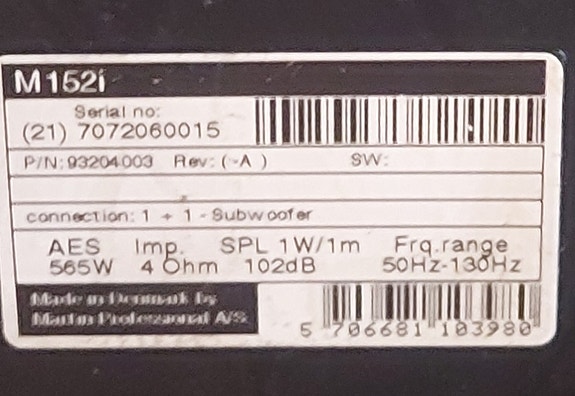 M152i
Serial no:
(21) 7072060015
P/N:93204003 Rev: (-A ) SW:
connection: 1 + 1 - Subwoofer
AES Imp. SPL 1W/1m Frq.range
565W 4 Ohm 102dB 50Hz-130Hz
Made in Denmark by
Martin Professional A/S
5 706681 103980